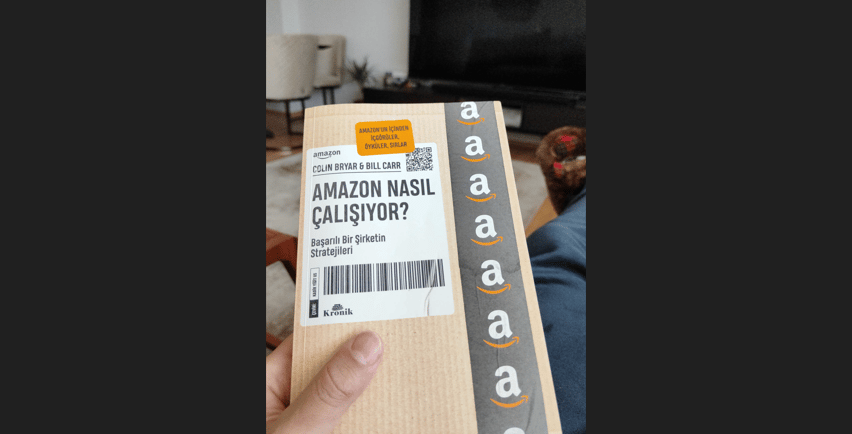 AMAZON'UN İÇİNDEN
İÇGÖRÜLER,
ÖYKÜLER, SIRLAR
amazon
COLIN BRYAR & BILL CARR
AMAZON NASIL
ÇALIŞIYOR?
Başarılı Bir Şirketin
Stratejileri
Kronik
a
a
a
a
a
a
a